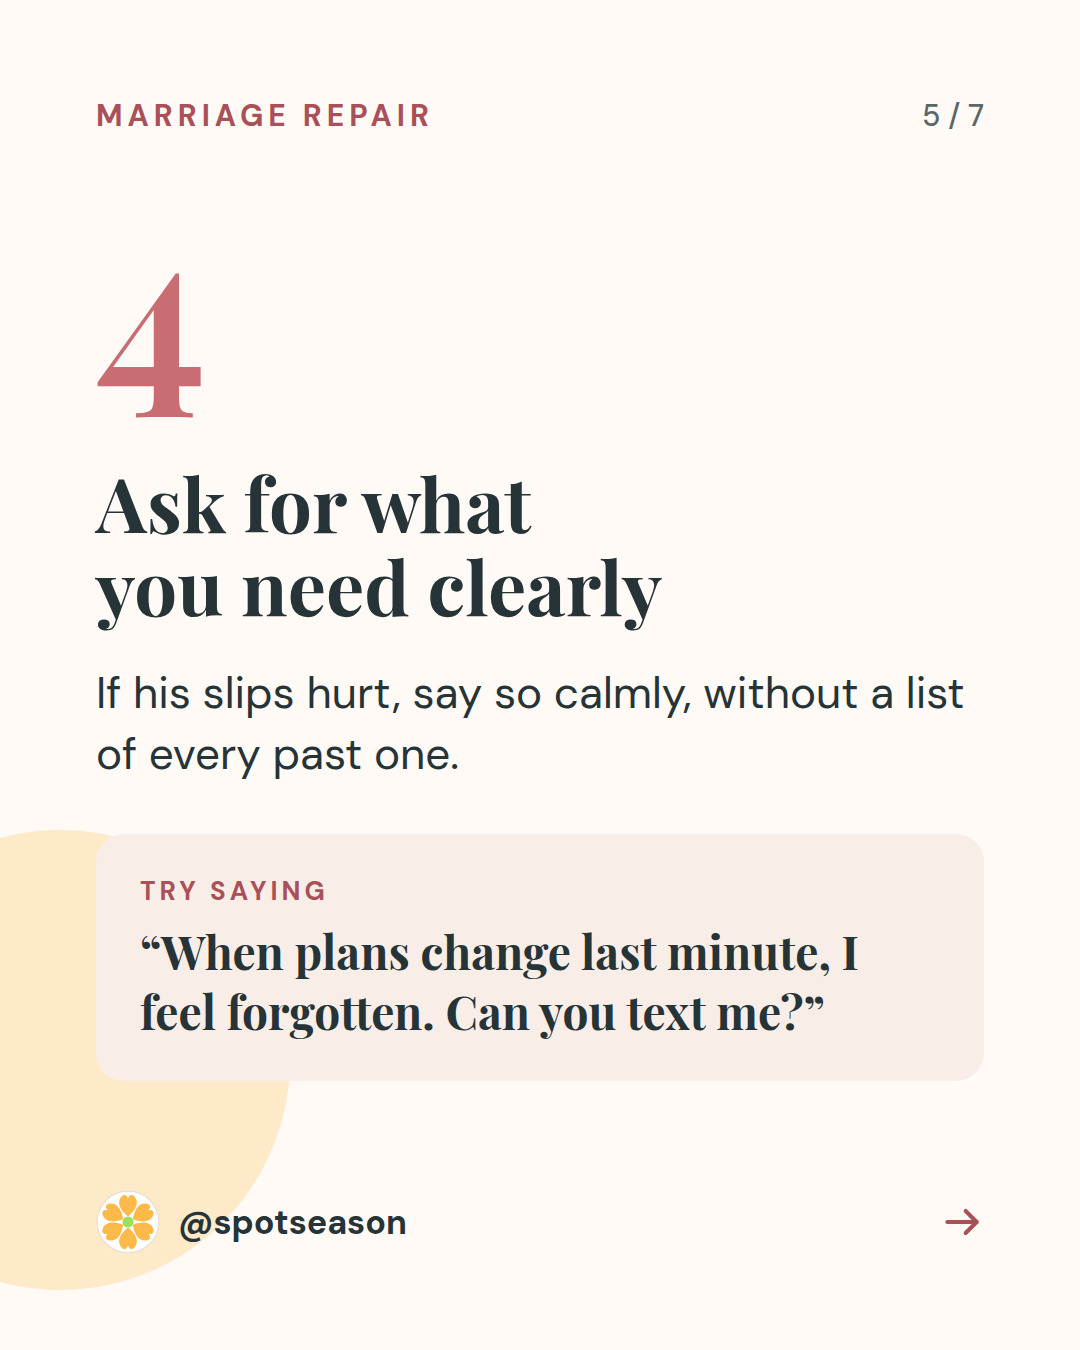 MARRIAGE REPAIR
5 / 7
4
Ask for what
you need clearly
If his slips hurt, say so calmly, without a list
of every past one.
TRY SAYING
“When plans change last minute, I
feel forgotten. Can you text me?”
@spotseason